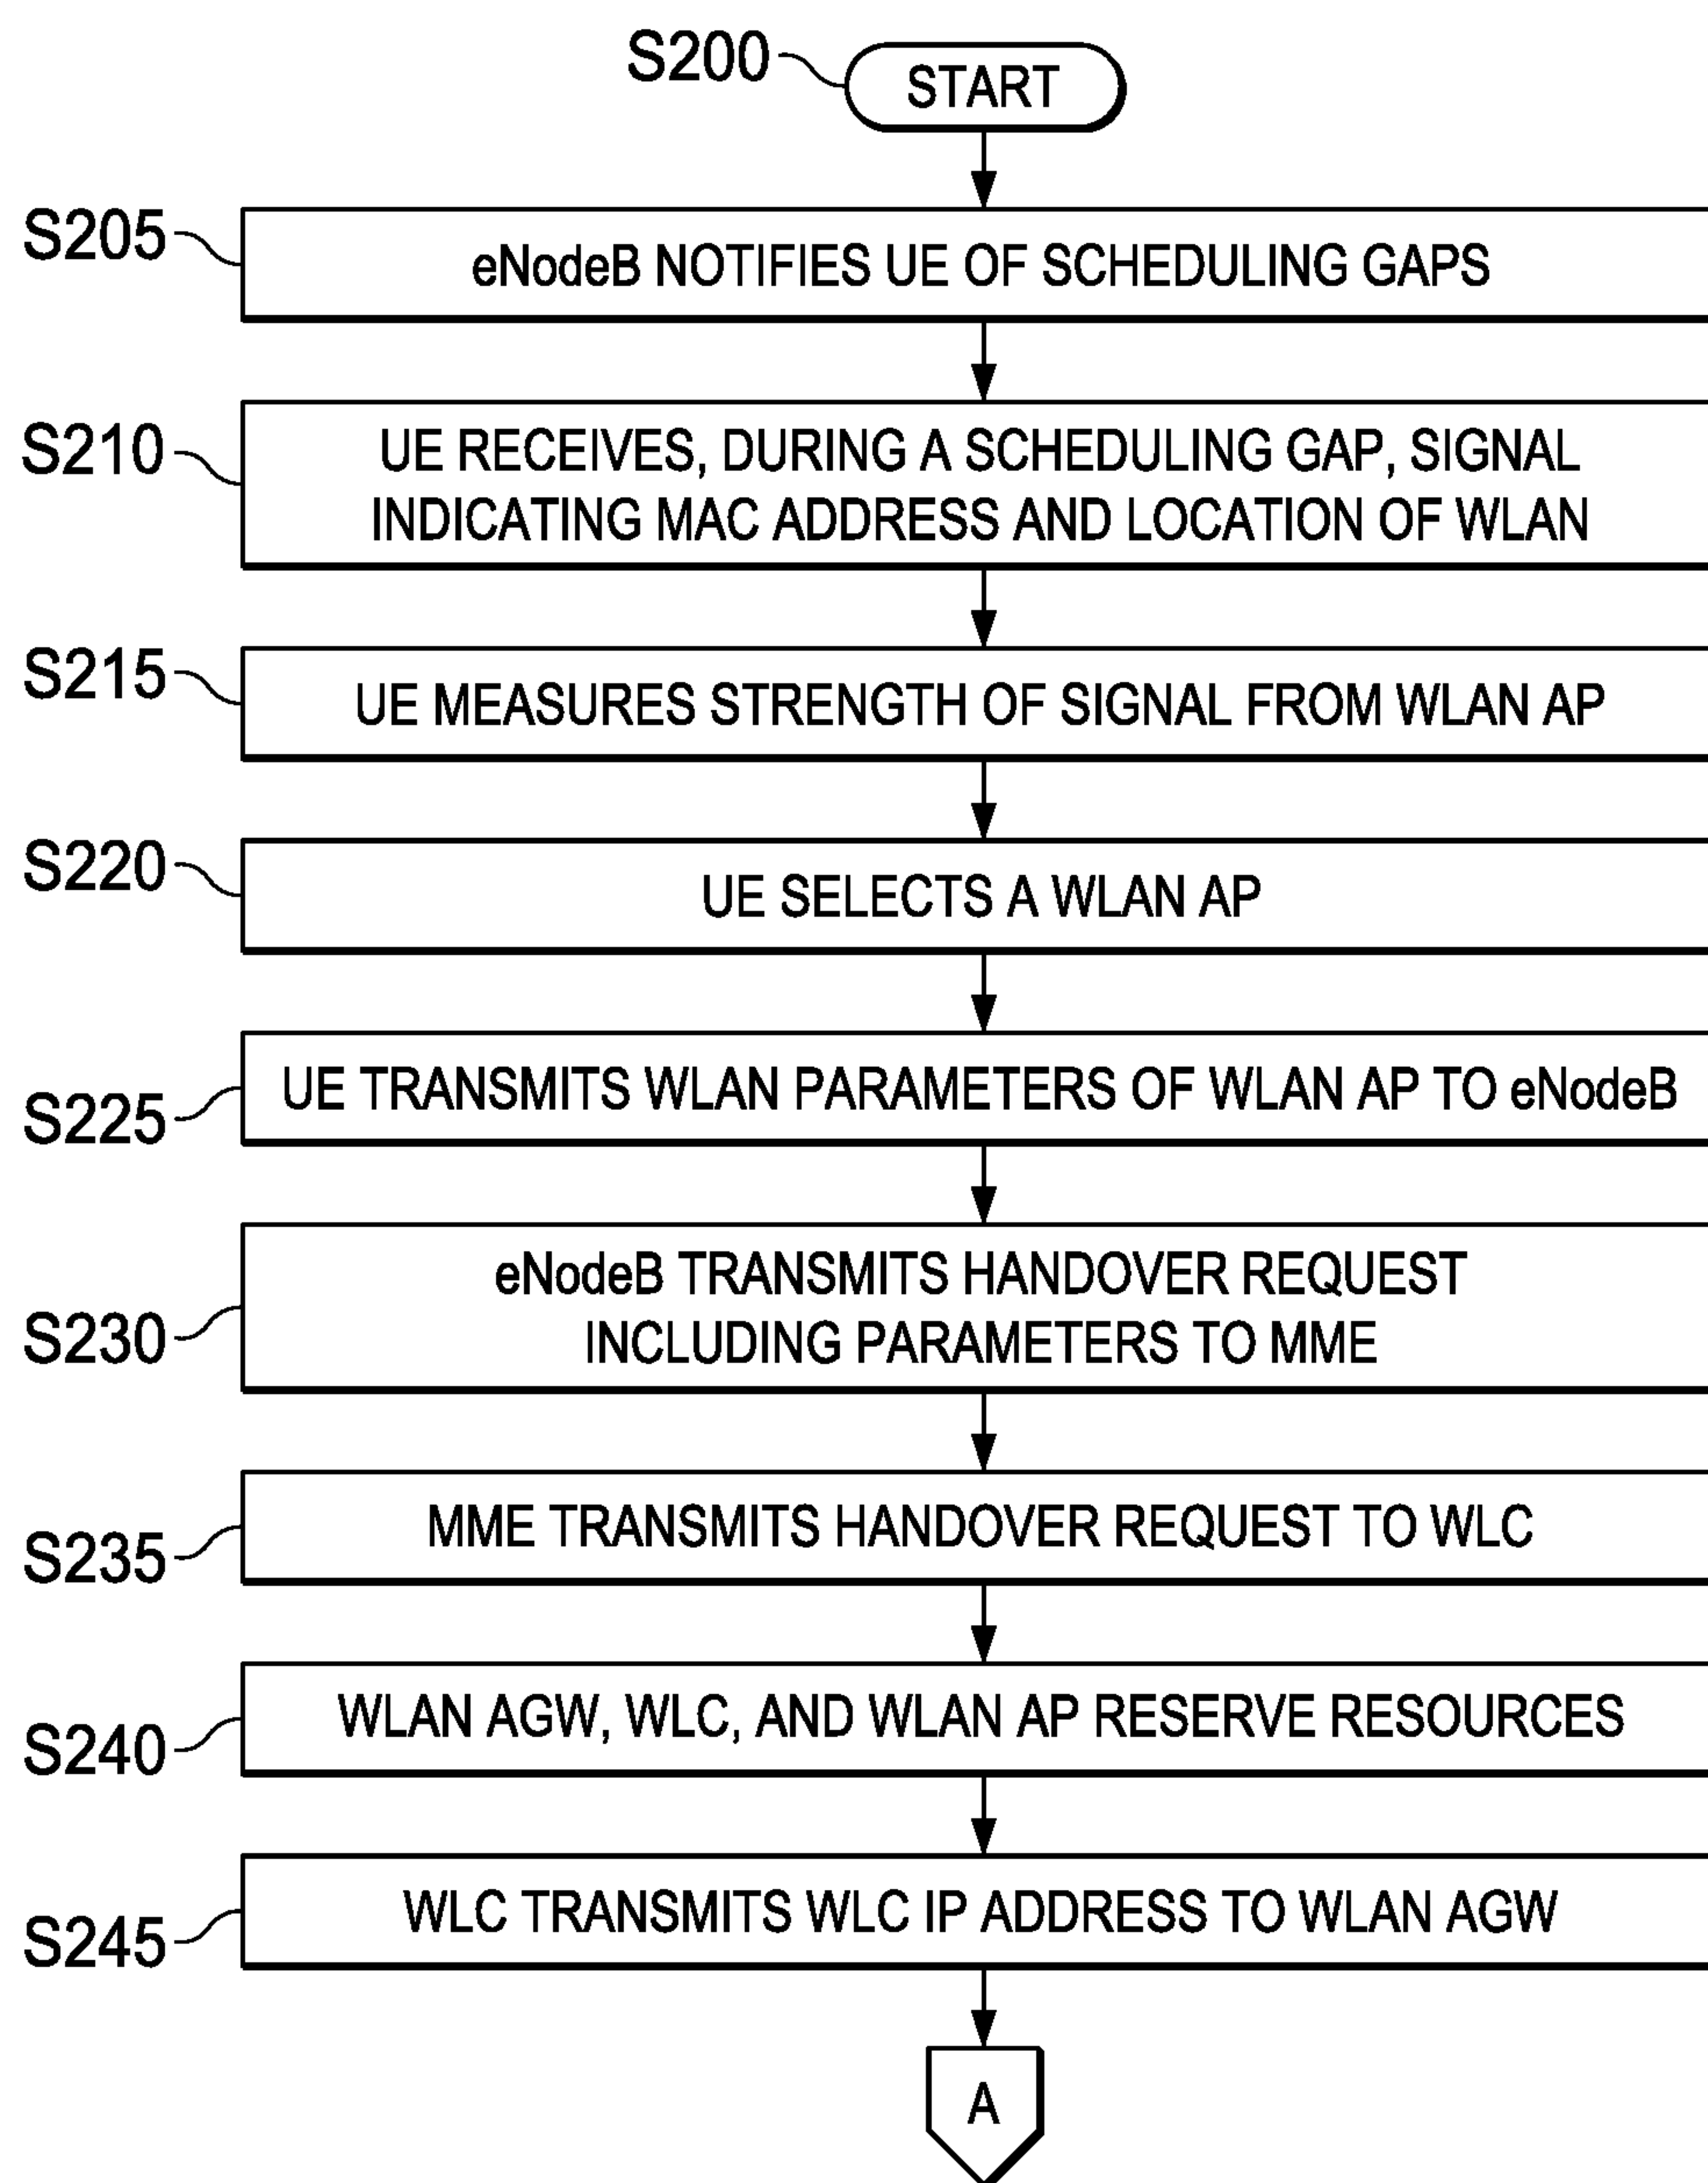 S200
START
S205
eNodeB NOTIFIES UE OF SCHEDULING GAPS
S210
UE RECEIVES, DURING A SCHEDULING GAP, SIGNAL
INDICATING MAC ADDRESS AND LOCATION OF WLAN
S215
UE MEASURES STRENGTH OF SIGNAL FROM WLAN AP
S220
UE SELECTS A WLAN AP
S225
UE TRANSMITS WLAN PARAMETERS OF WLAN AP TO eNodeB
S230
eNodeB TRANSMITS HANDOVER REQUEST
INCLUDING PARAMETERS TO MME
S235
MME TRANSMITS HANDOVER REQUEST TO WLC
S240
WLAN AGW, WLC, AND WLAN AP RESERVE RESOURCES
S245
WLC TRANSMITS WLC IP ADDRESS TO WLAN AGW
A